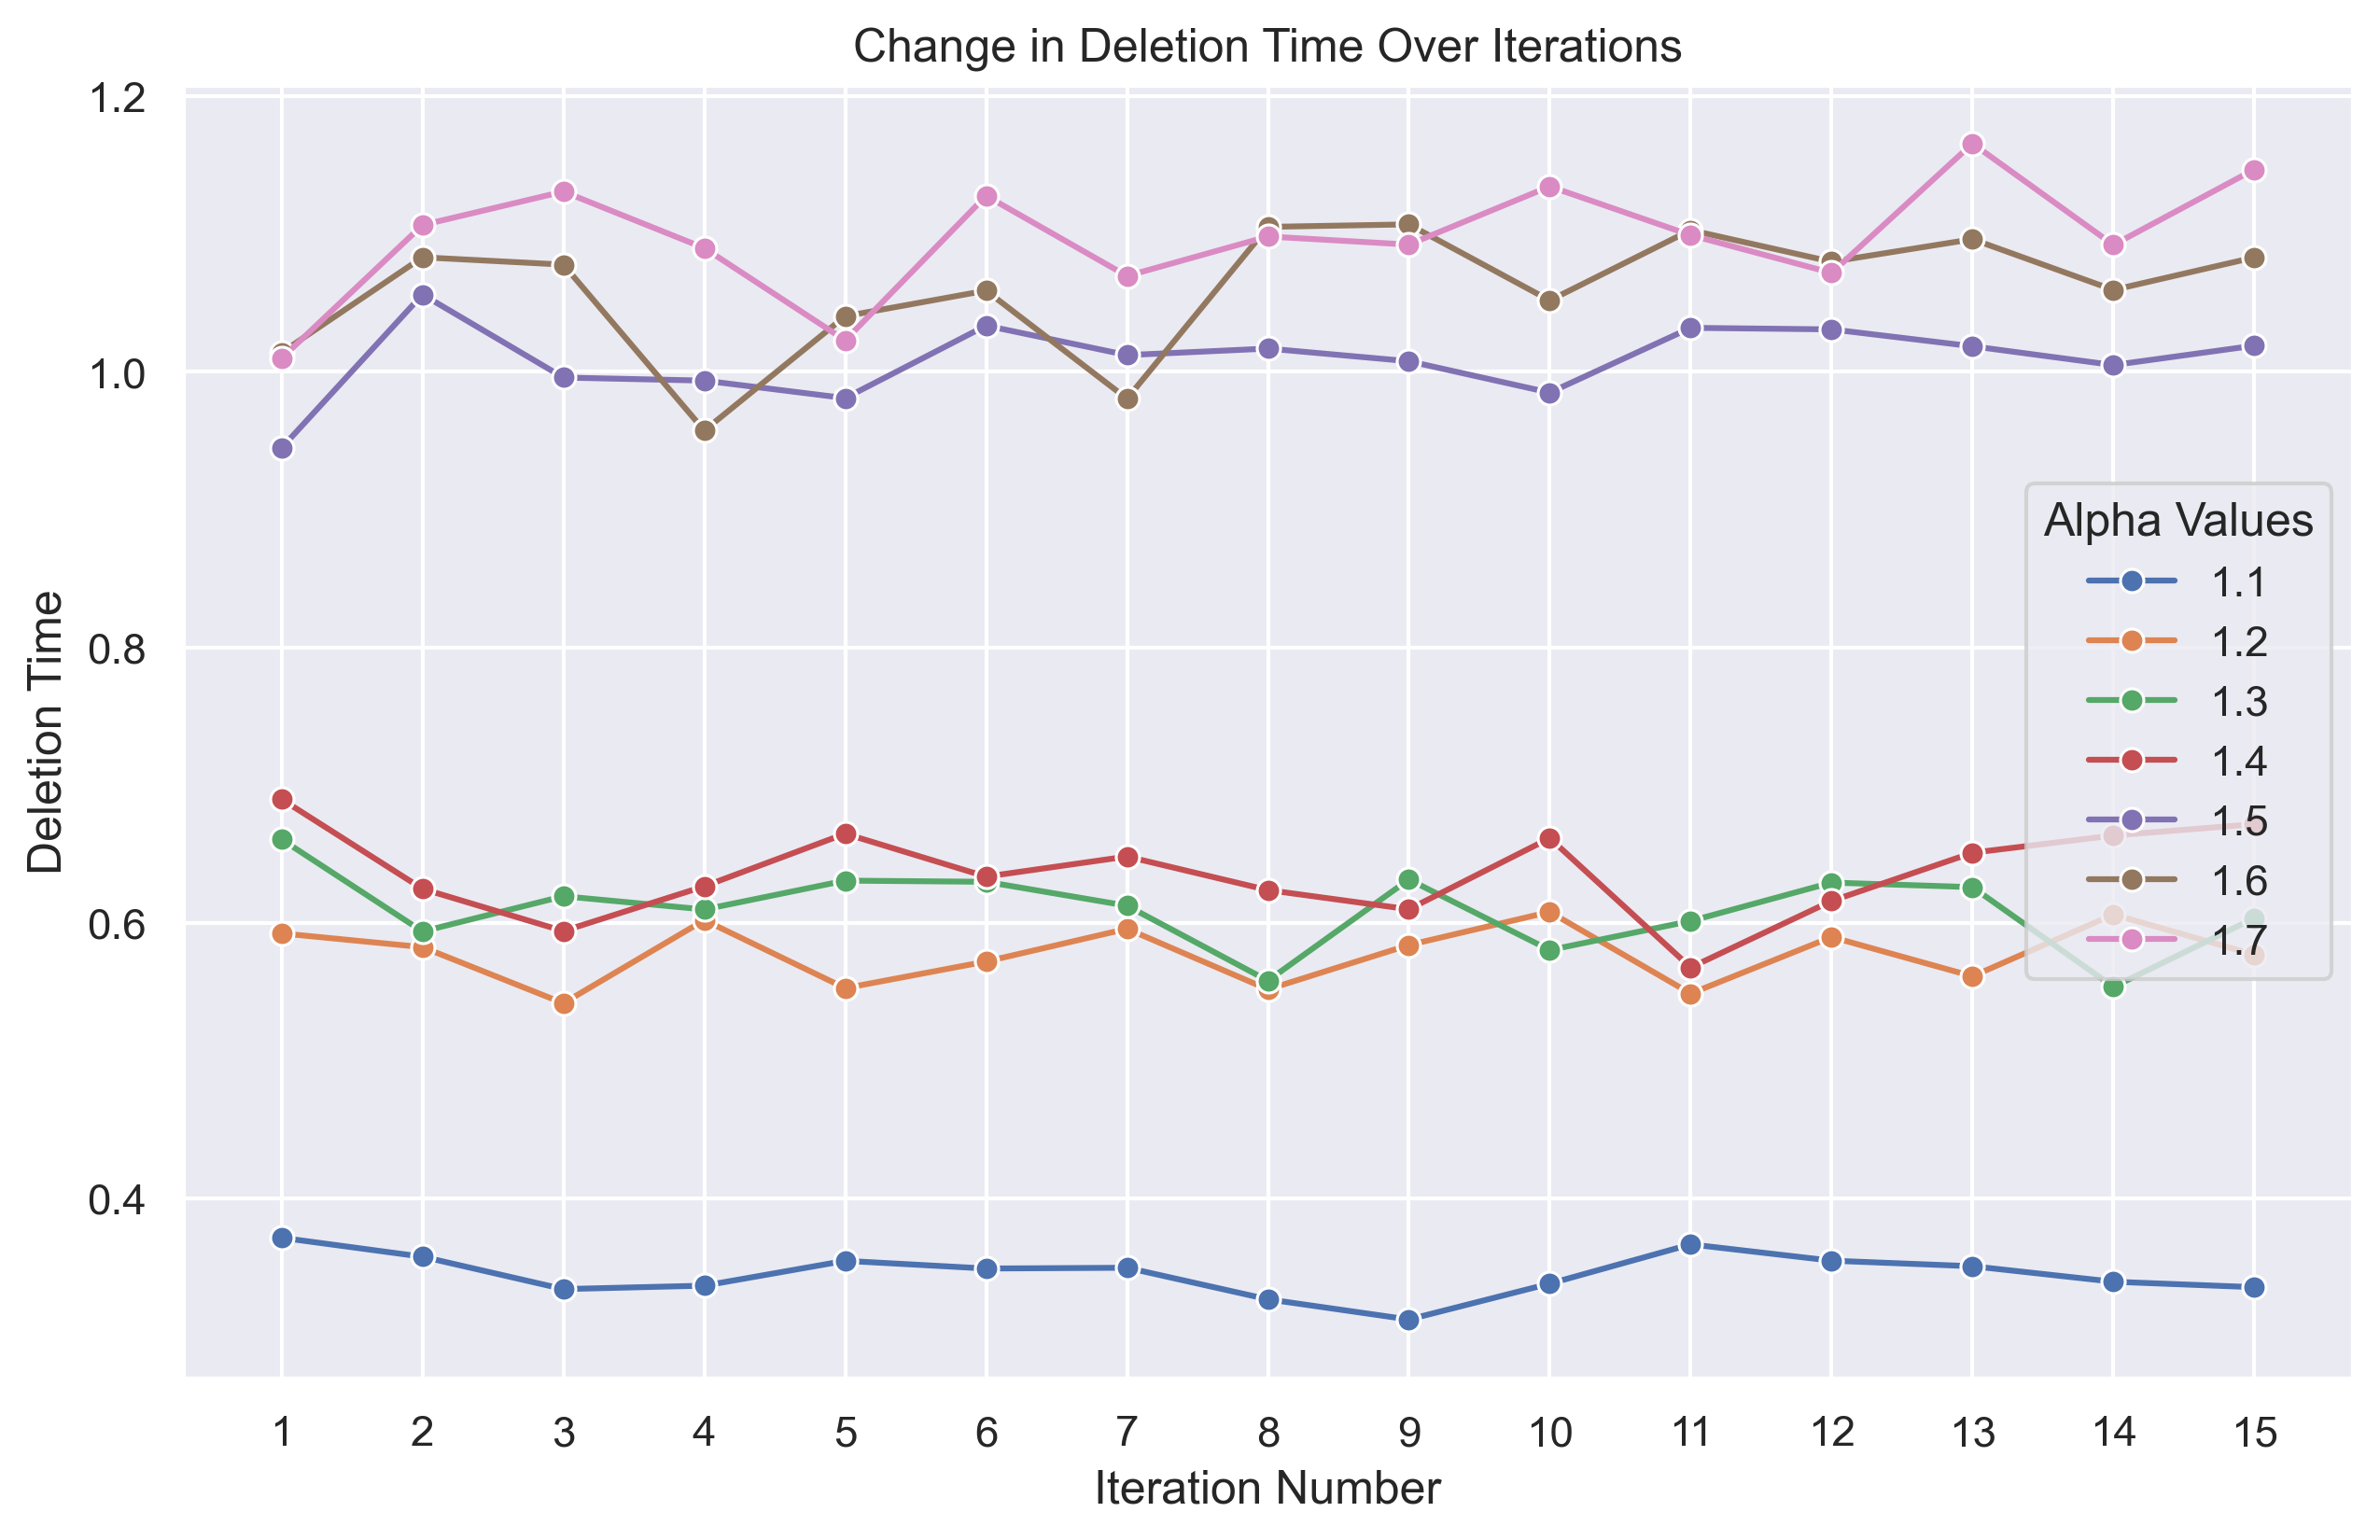 Change in Deletion Time Over Iterations
1.2
1.0
0.8
0.6
0.4
Deletion Time
Alpha Values
1.1
1.2
1.3
1.4
1.5
1.6
1.7
1 2 3 4 5 6 7 8 9 10 11 12 13 14 15
Iteration Number